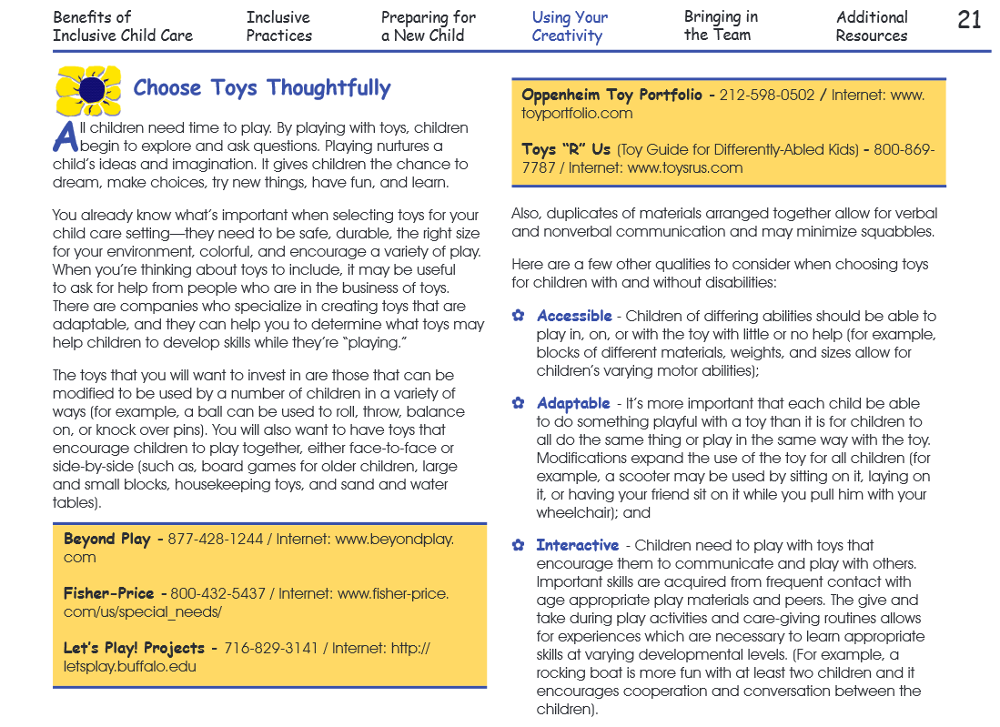 Benefits of
Inclusive Child Care
Inclusive
Practices
Preparing for
a New Child
Using Your
Creativity
Bringing in
the Team
Additional
Resources
21
Choose Toys Thoughtfully
All children need time to play. By playing with toys, children
begin to explore and ask questions. Playing nurtures a
child's ideas and imagination. It gives children the chance to
dream, make choices, try new things, have fun, and learn.
You already know what's important when selecting toys for your
child care setting—they need to be safe, durable, the right size
for your environment, colorful, and encourage a variety of play.
When you're thinking about toys to include, it may be useful
to ask for help from people who are in the business of toys.
There are companies who specialize in creating toys that are
adaptable, and they can help you to determine what toys may
help children to develop skills while they're "playing."
The toys that you will want to invest in are those that can be
modified to be used by a number of children in a variety of
ways (for example, a ball can be used to roll, throw, balance
on, or knock over pins). You will also want to have toys that
encourage children to play together, either face-to-face or
side-by-side (such as, board games for older children, large
and small blocks, housekeeping toys, and sand and water
tables).
Beyond Play - 877-428-1244 / Internet: www.beyondplay.
com
Fisher-Price - 800-432-5437 / Internet: www.fisher-price.
com/us/special_needs/
Let's Play! Projects - 716-829-3141 / Internet: http://
letsplay.buffalo.edu
Oppenheim Toy Portfolio - 212-598-0502 / Internet: www.
toyportfolio.com
Toys "R" Us (Toy Guide for Differently-Abled Kids) - 800-869-
7787 / Internet: www.toysrus.com
Also, duplicates of materials arranged together allow for verbal
and nonverbal communication and may minimize squabbles.
Here are a few other qualities to consider when choosing toys
for children with and without disabilities:
Accessible - Children of differing abilities should be able to
play in, on, or with the toy with little or no help (for example,
blocks of different materials, weights, and sizes allow for
children's varying motor abilities);
Adaptable - It's more important that each child be able
to do something playful with a toy than it is for children to
all do the same thing or play in the same way with the toy.
Modifications expand the use of the toy for all children (for
example, a scooter may be used by sitting on it, laying on
it, or having your friend sit on it while you pull him with your
wheelchair); and
Interactive - Children need to play with toys that
encourage them to communicate and play with others.
Important skills are acquired from frequent contact with
age appropriate play materials and peers. The give and
take during play activities and care-giving routines allows
for experiences which are necessary to learn appropriate
skills at varying developmental levels. (For example, a
rocking boat is more fun with at least two children and it
encourages cooperation and conversation between the
children).